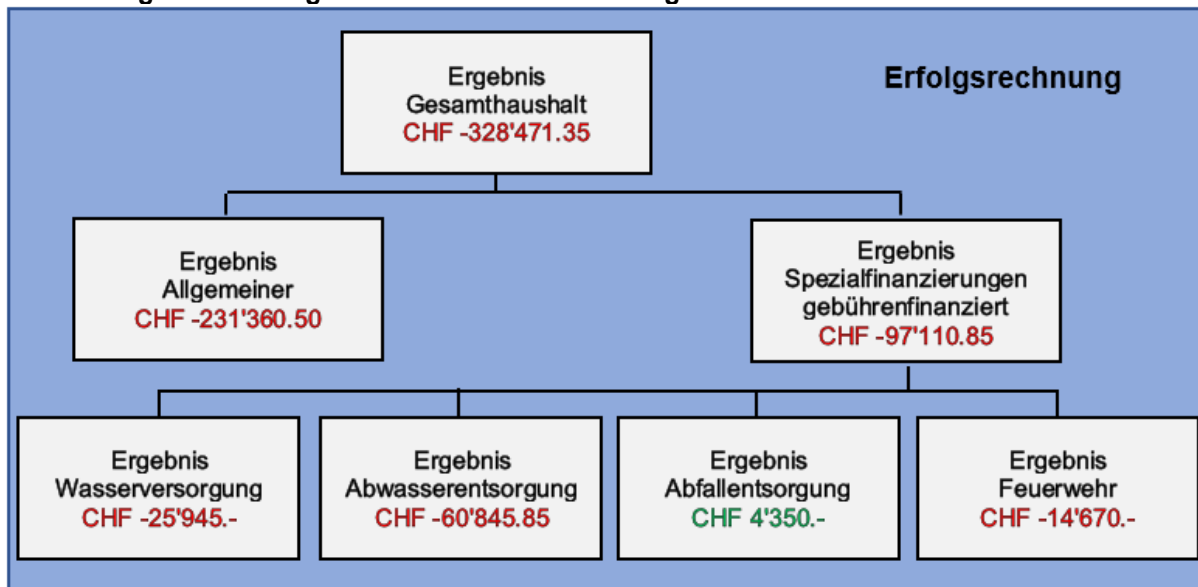 Erfolgsrechnung
Ergebnis
Gesamthaushalt
CHF -328'471.35
Ergebnis
Allgemeiner
CHF -231'360.50
Ergebnis
Spezialfinanzierungen
gebührenfinanziert
CHF -97'110.85
Ergebnis
Wasserversorgung
CHF -25'945.-
Ergebnis
Abwasserentsorgung
CHF -60'845.85
Ergebnis
Abfallentsorgung
CHF 4'350.-
Ergebnis
Feuerwehr
CHF -14'670.-